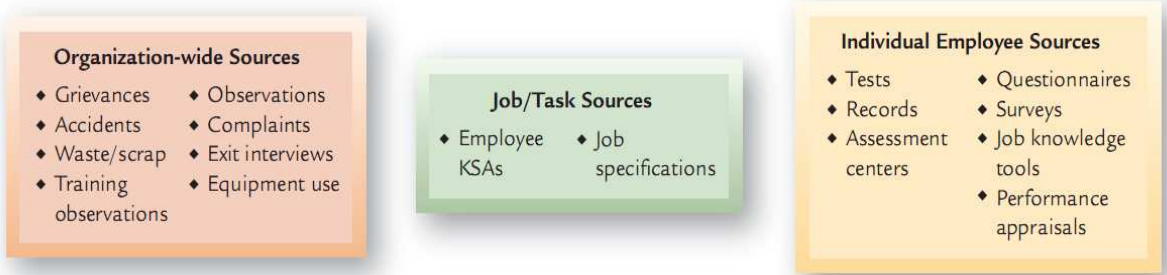 Organization-wide Sources
◆ Grievances
◆ Accidents
◆ Waste/scrap
◆ Training
observations
◆ Observations
◆ Complaints
◆ Exit interviews
◆ Equipment use
Job/Task Sources
◆ Employee
KSAs
◆ Job
specifications
Individual Employee Sources
◆ Tests
◆ Records
◆ Assessment
centers
◆ Questionnaires
◆ Surveys
◆ Job knowledge
tools
◆ Performance
appraisals